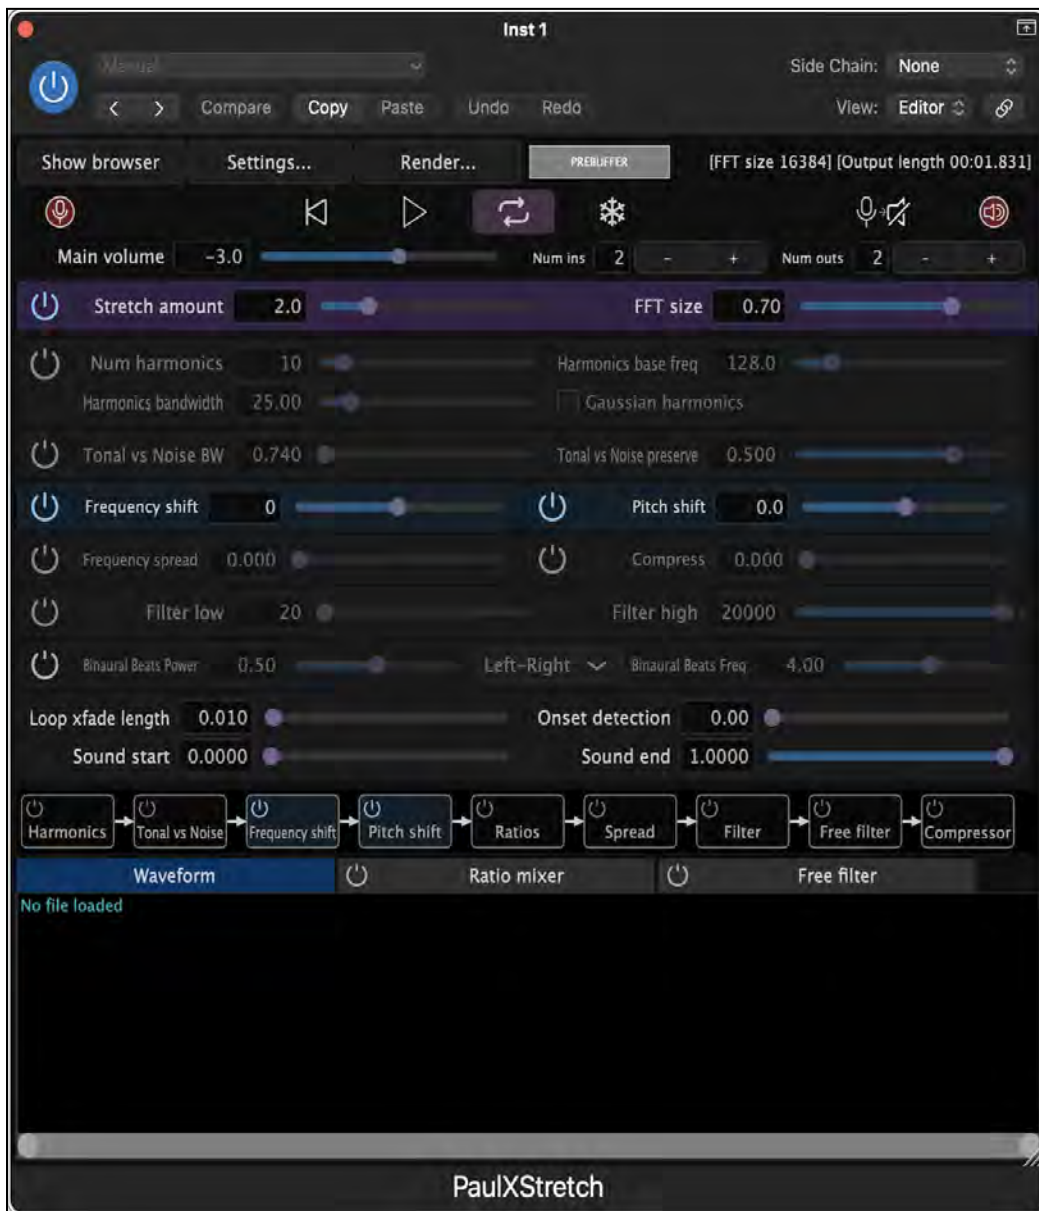 Inst 1
Manual
Side Chain: None
< > Compare Copy Paste Undo Redo View: Editor
Show browser Settings... Render... PREBUFFER [FFT size 16384] [Output length 00:01.831]
Main volume -3.0 Num ins 2 - + Num outs 2 - +
Stretch amount 2.0 FFT size 0.70
Num harmonics 10 Harmonics base freq 128.0
Harmonics bandwidth 25.00 Gaussian harmonics
Tonal vs Noise BW 0.740 Tonal vs Noise preserve 0.500
Frequency shift 0 Pitch shift 0.0
Frequency spread 0.000 Compress 0.000
Filter low 20 Filter high 20000
Binaural Beats Power 0.50 Left-Right Binaural Beats Freq 4.00
Loop xfade length 0.010 Onset detection 0.00
Sound start 0.0000 Sound end 1.0000
Harmonics Tonal vs Noise Frequency shift Pitch shift Ratios Spread Filter Free filter Compressor
Waveform Ratio mixer Free filter
No file loaded
PaulXStretch